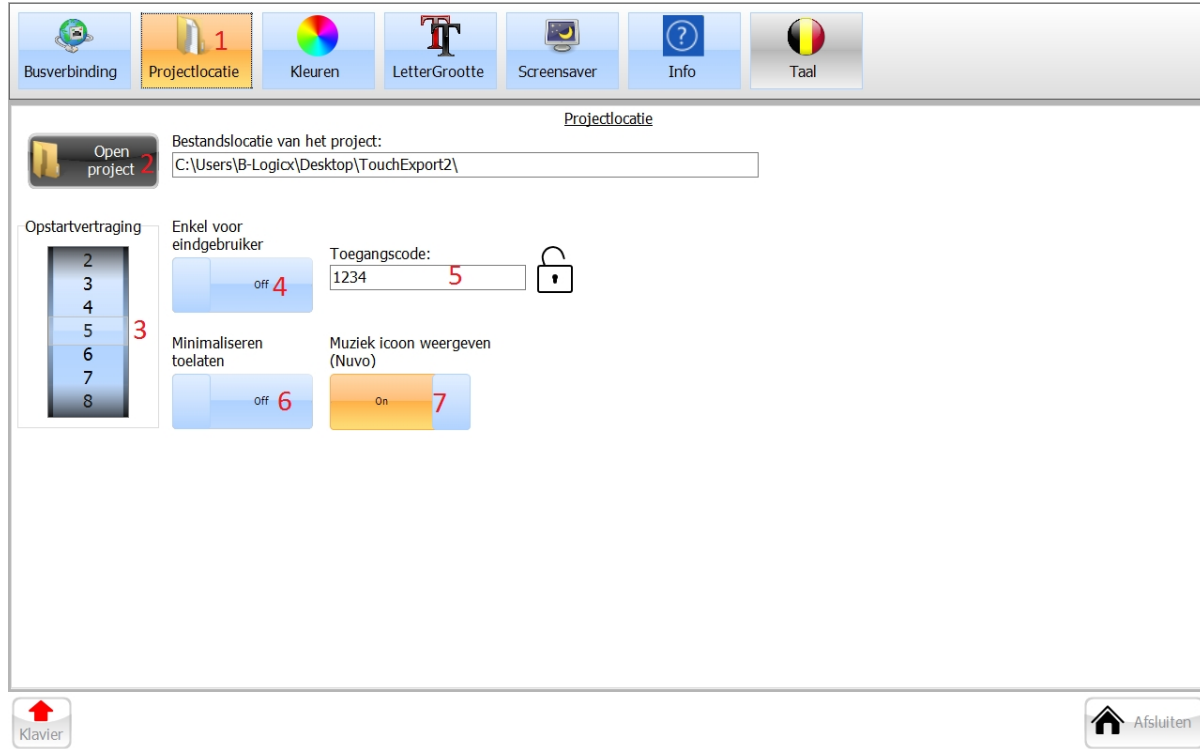 1
Busverbinding
Projectlocatie
Kleuren
LetterGrootte
Screensaver
?
Info
Taal
Projectlocatie
Open
project 2
Bestandslocatie van het project:
C:\Users\B-Logicx\Desktop\TouchExport2\
Opstartvertraging
2
3
4
5
6
7
8
3
Enkel voor
eindgebruiker
Off 4
Toegangscode:
1234 5
Minimaliseren
toelaten
Off 6
Muziek icoon weergeven
(Nuvo)
On 7
Klavier
Afsluiten